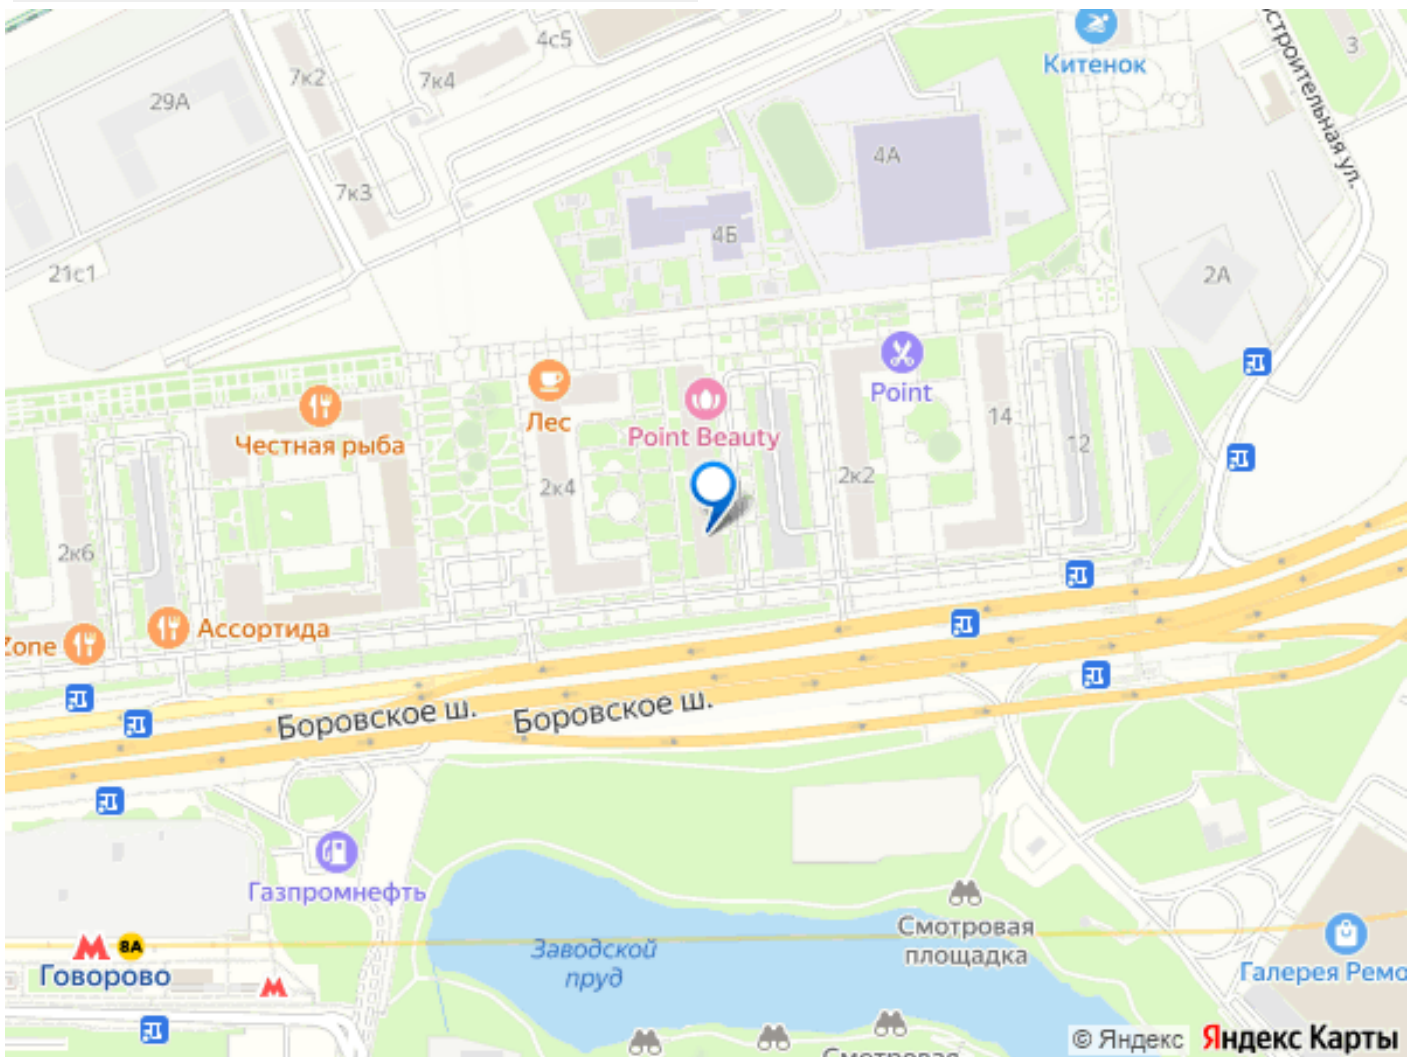 4с5
3
Китенок
7к2
7к4
29А
строительная ул.
4А
7к3
4Б
21с1
2А
Point
Лес
14
Честная рыба
Point Beauty
12
2к4
2к2
2к6
Ассортида
Zone
Боровское ш.
Боровское ш.
Газпромнефть
Смотровая
площадка
8А
Говорово
Заводской
пруд
Галерея Ремо
Смотровая
© Яндекс
Яндекс Карты